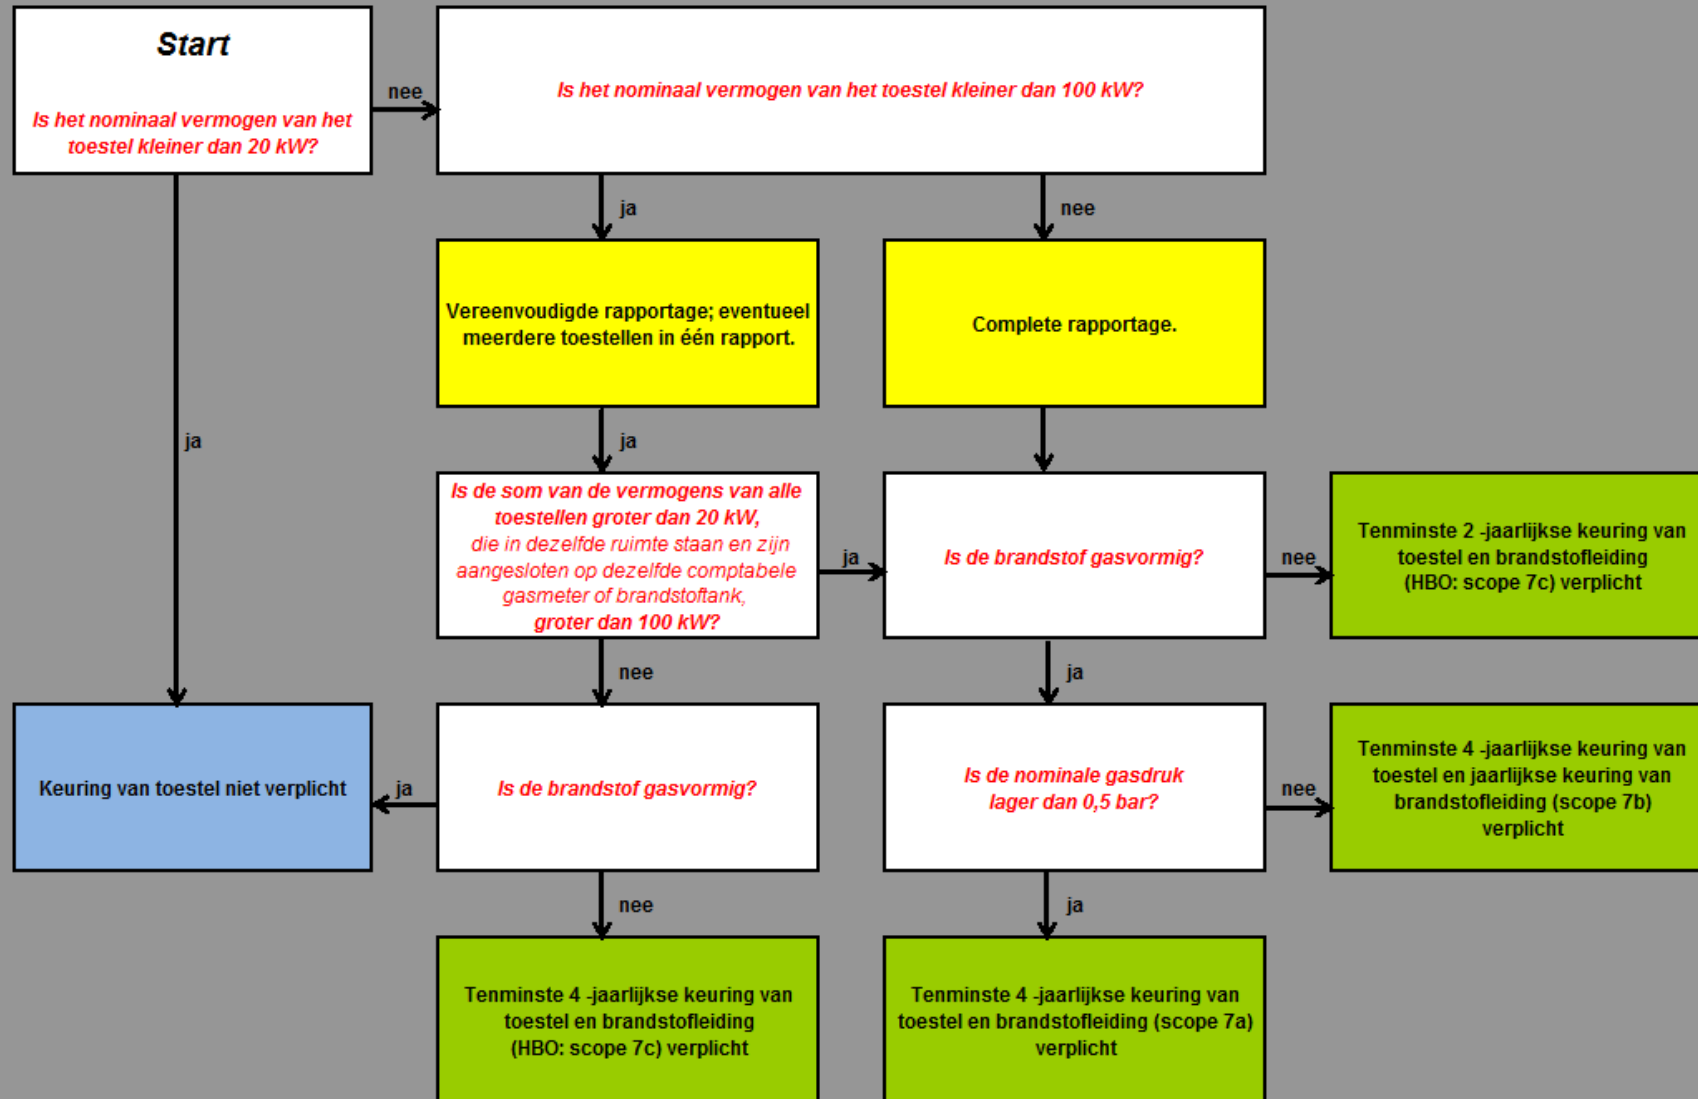 Start
Is het nominaal vermogen van het
toestel kleiner dan 20 kW?
nee
Is het nominaal vermogen van het toestel kleiner dan 100 kW?
ja
nee
Vereenvoudigde rapportage; eventueel
meerdere toestellen in één rapport.
Complete rapportage.
ja
ja
Is de som van de vermogens van alle
toestellen groter dan 20 kW,
die in dezelfde ruimte staan en zijn
aangesloten op dezelfde comptabele
gasmeter of brandstoftank,
groter dan 100 kW?
ja
Is de brandstof gasvormig?
nee
Tenminste 2 -jaarlijkse keuring van
toestel en brandstofleiding
(HBO: scope 7c) verplicht
nee
ja
Keuring van toestel niet verplicht
ja
Is de brandstof gasvormig?
Is de nominale gasdruk
lager dan 0,5 bar?
nee
Tenminste 4 -jaarlijkse keuring van
toestel en jaarlijkse keuring van
brandstofleiding (scope 7b)
verplicht
nee
ja
Tenminste 4 -jaarlijkse keuring van
toestel en brandstofleiding
(HBO: scope 7c) verplicht
Tenminste 4 -jaarlijkse keuring van
toestel en brandstofleiding (scope 7a)
verplicht